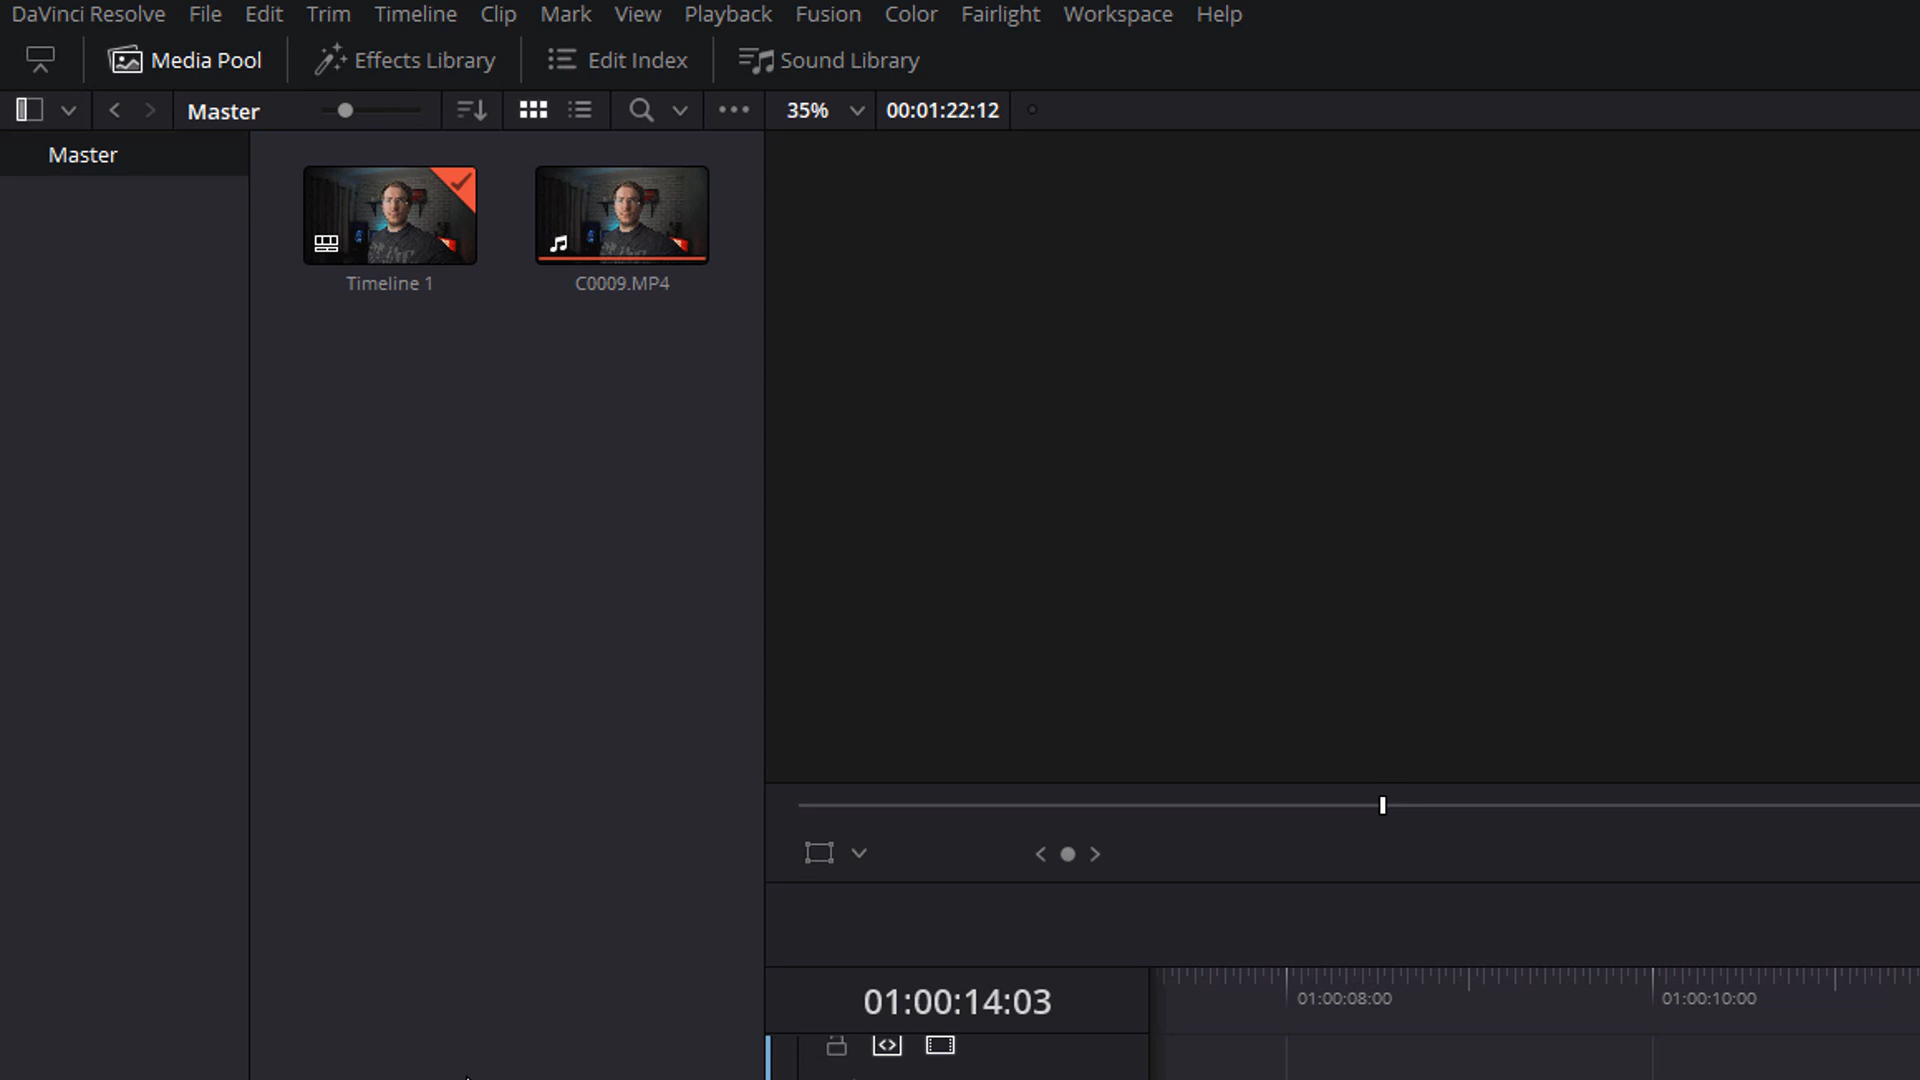 DaVinci Resolve File Edit Trim Timeline Clip Mark View Playback Fusion Color Fairlight Workspace Help
Media Pool Effects Library Edit Index Sound Library
Master 35% 00:01:22:12
Master
Timeline 1 C0009.MP4
01:00:14:03 01:00:08:00 01:00:10:00